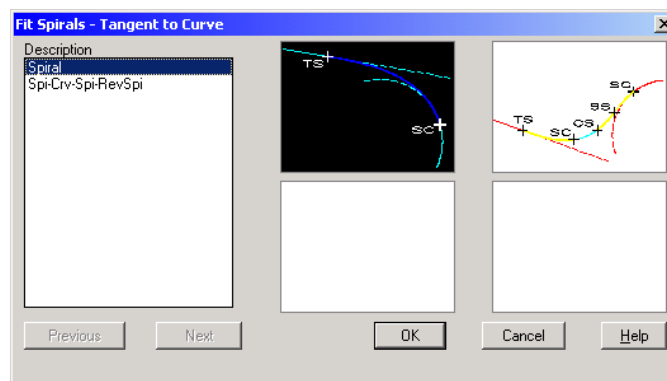 Fit Spirals - Tangent to Curve
Description
Spiral
Spi-Crv-Spi-RevSpi
TS
SC
TS
SC
CS
SS
SC
Previous
Next
OK
Cancel
Help